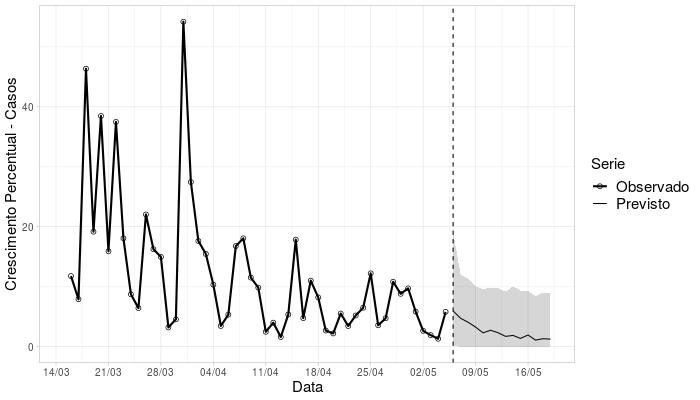 Crescimento Percentual - Casos
40
20
0
14/03 21/03 28/03 04/04 11/04 18/04 25/04 02/05 09/05 16/05
Data
Serie
Observado
Previsto